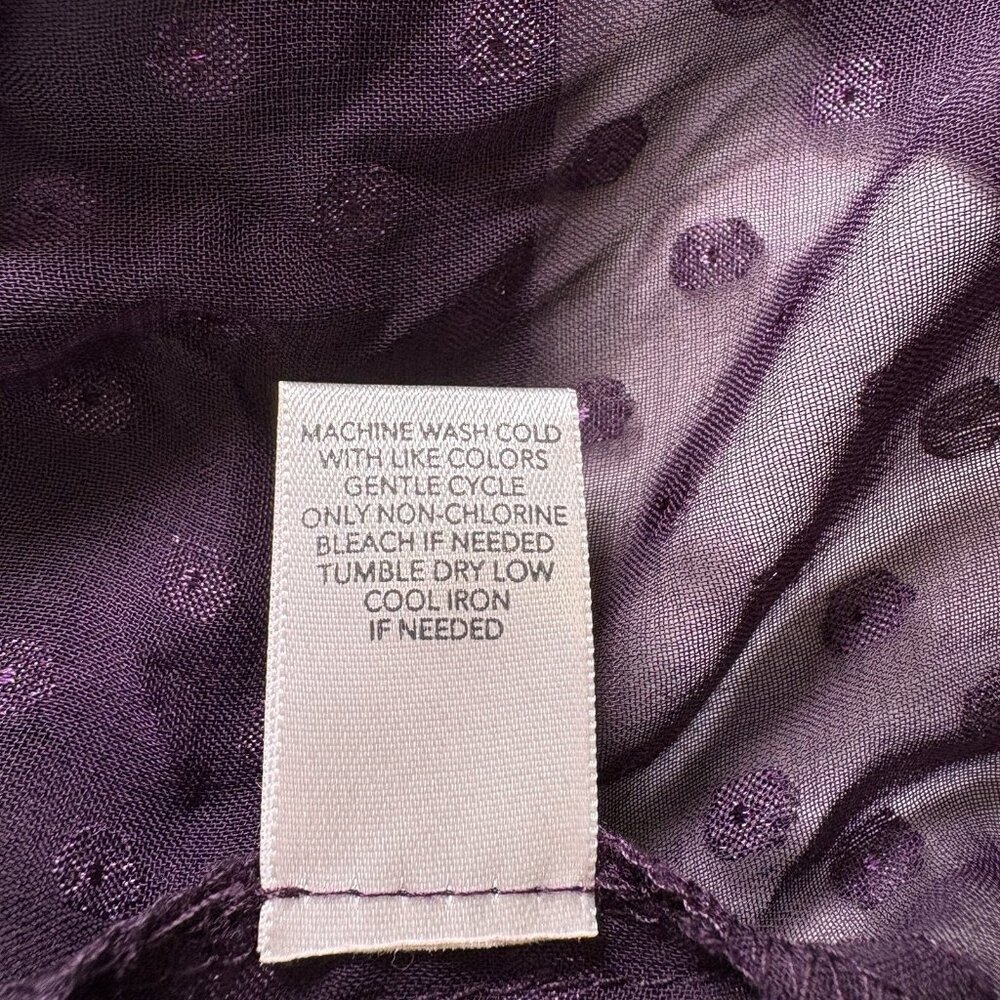 MACHINE WASH COLD
WITH LIKE COLORS
GENTLE CYCLE
ONLY NON-CHLORINE
BLEACH IF NEEDED
TUMBLE DRY LOW
COOL IRON
IF NEEDED